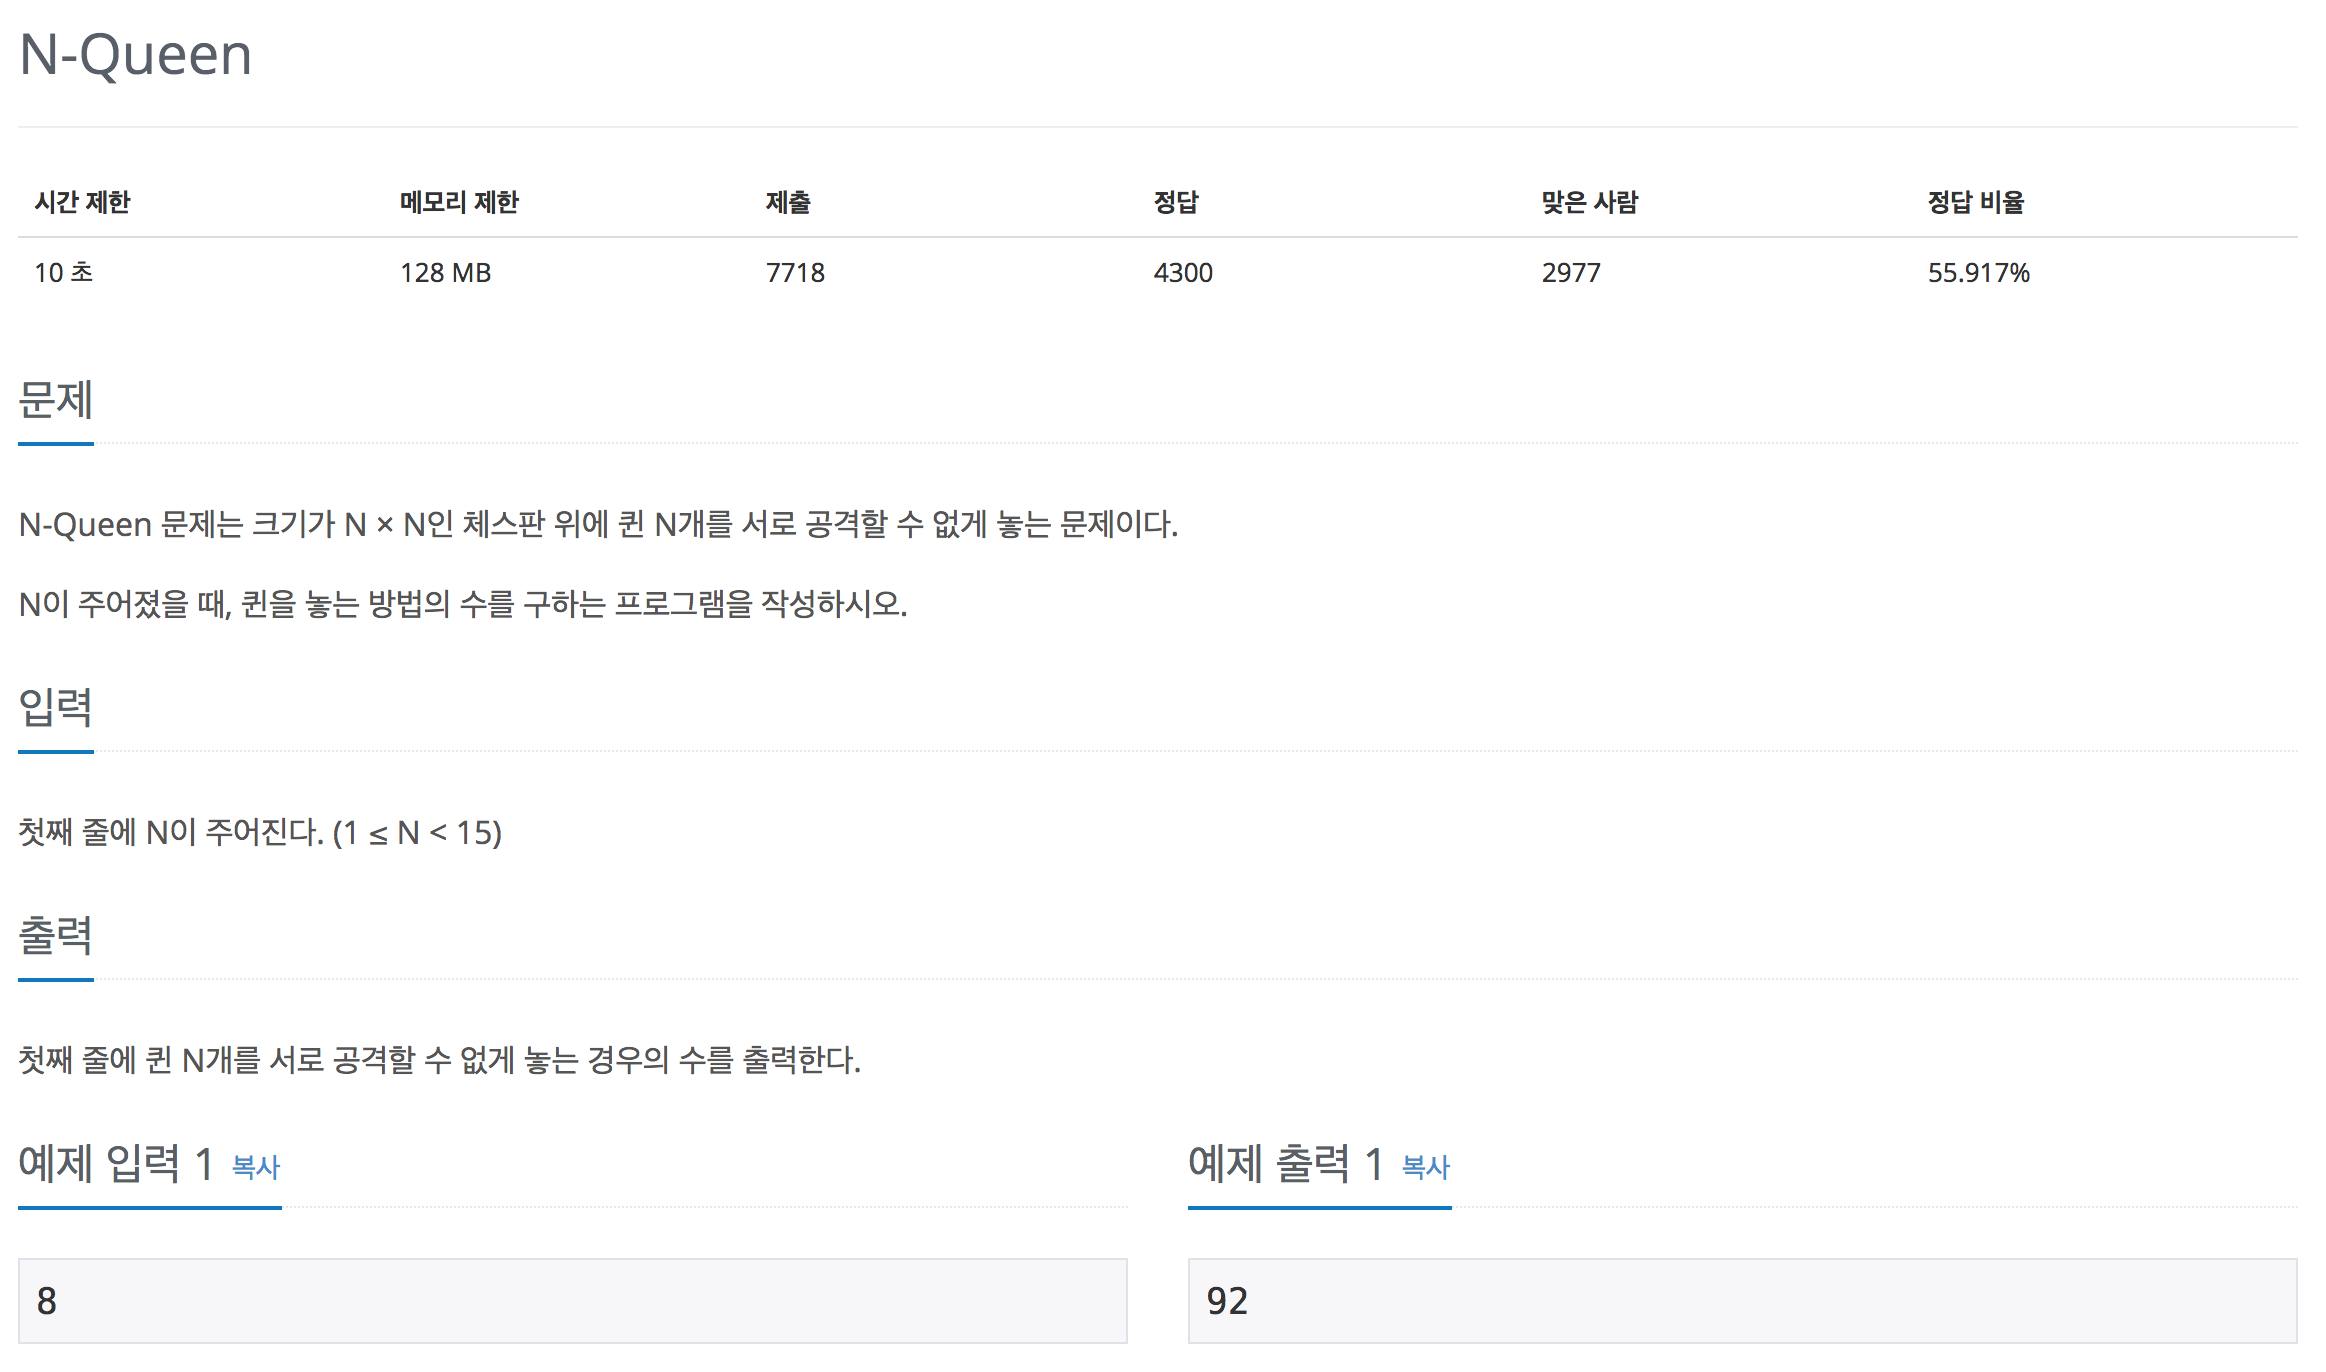 N-Queen
시간 제한 메모리 제한 제출 정답 맞은 사람 정답 비율
10 초 128 MB 7718 4300 2977 55.917%
문제
N-Queen 문제는 크기가 N × N인 체스판 위에 퀸 N개를 서로 공격할 수 없게 놓는 문제이다.
N이 주어졌을 때, 퀸을 놓는 방법의 수를 구하는 프로그램을 작성하시오.
입력
첫째 줄에 N이 주어진다. (1 ≤ N < 15)
출력
첫째 줄에 퀸 N개를 서로 공격할 수 없게 놓는 경우의 수를 출력한다.
예제 입력 1 복사 예제 출력 1 복사
8 92